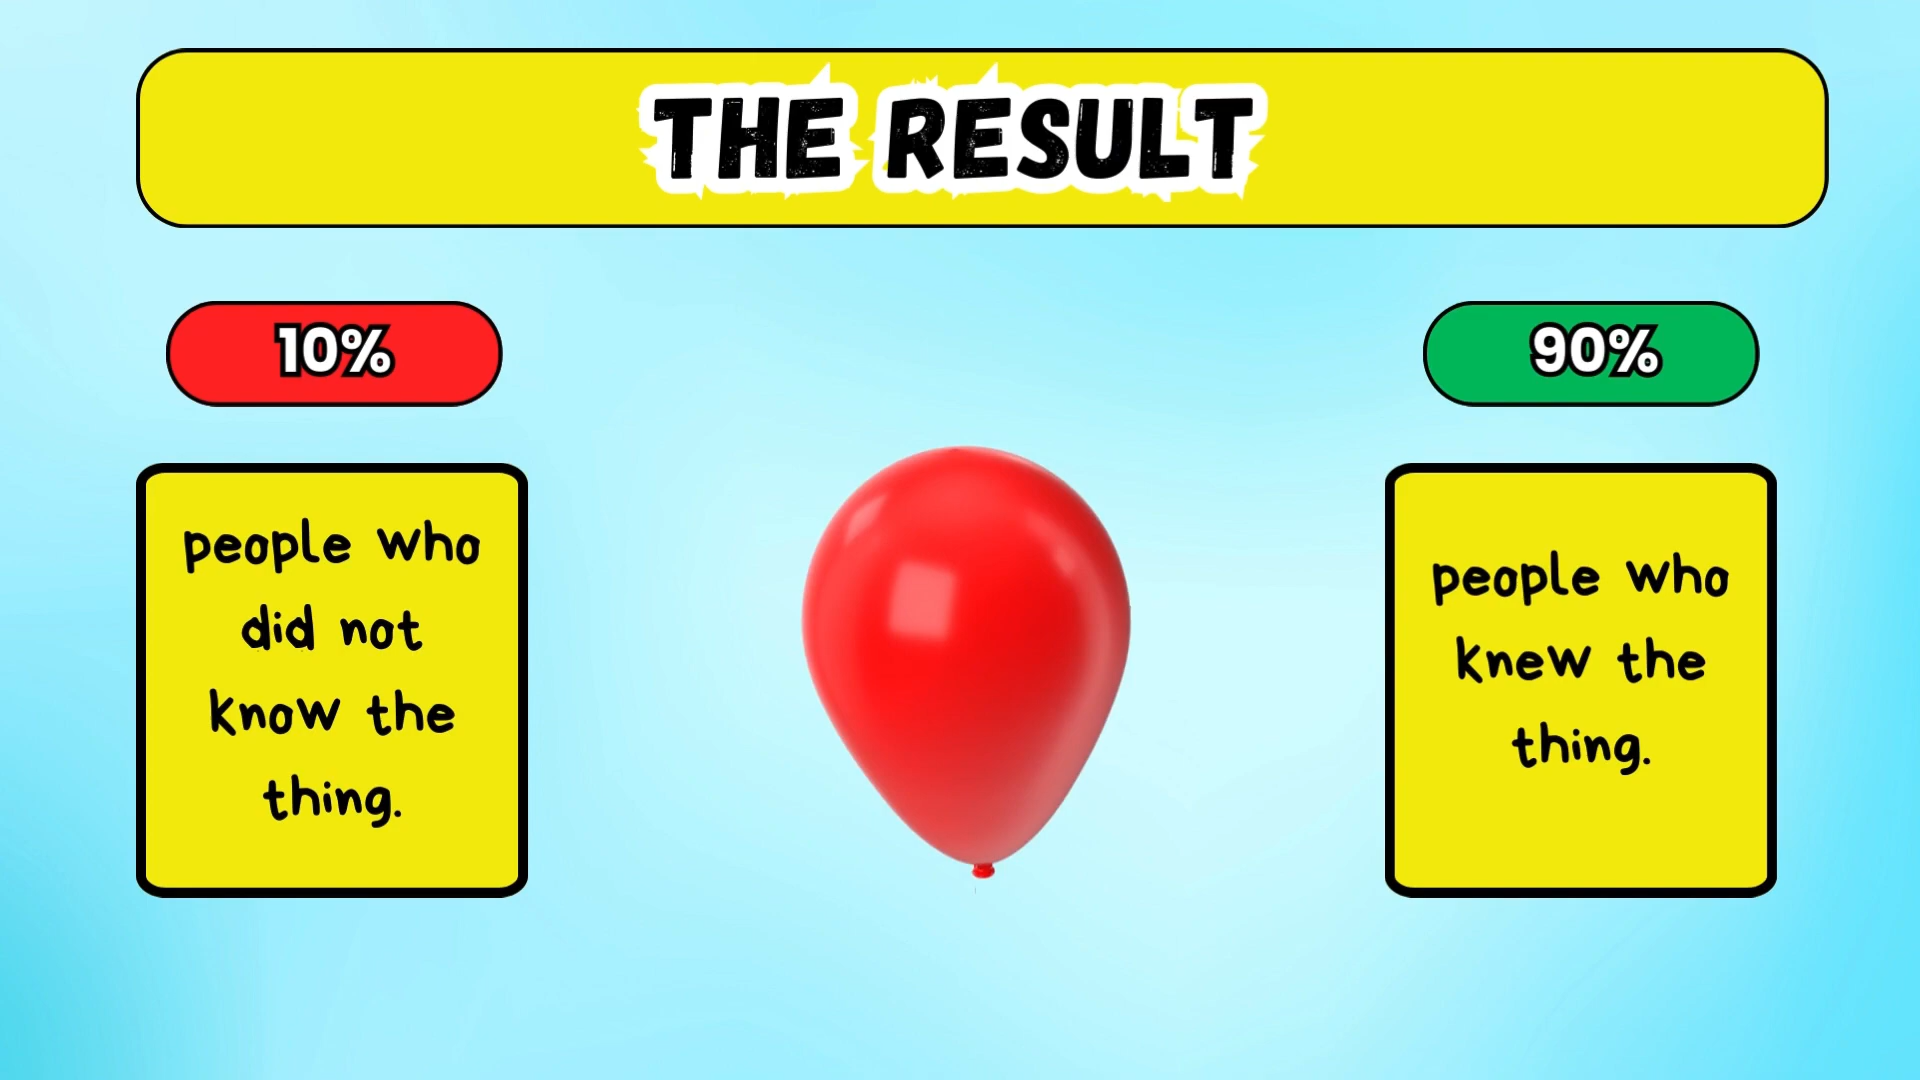 THE RESULT
10%
90%
people who
did not
know the
thing.
people who
knew the
thing.